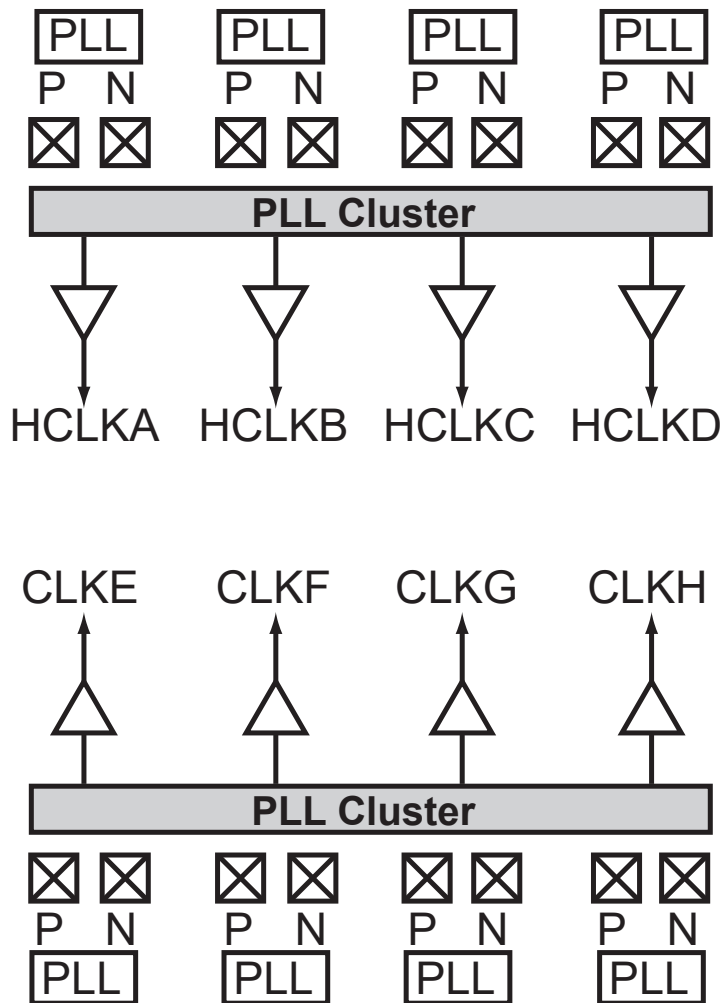 PLL PLL PLL PLL
P N P N P N P N
PLL Cluster
HCLKA HCLKB HCLKC HCLKD
CLKE CLKF CLKG CLKH
PLL Cluster
P N P N P N P N
PLL PLL PLL PLL